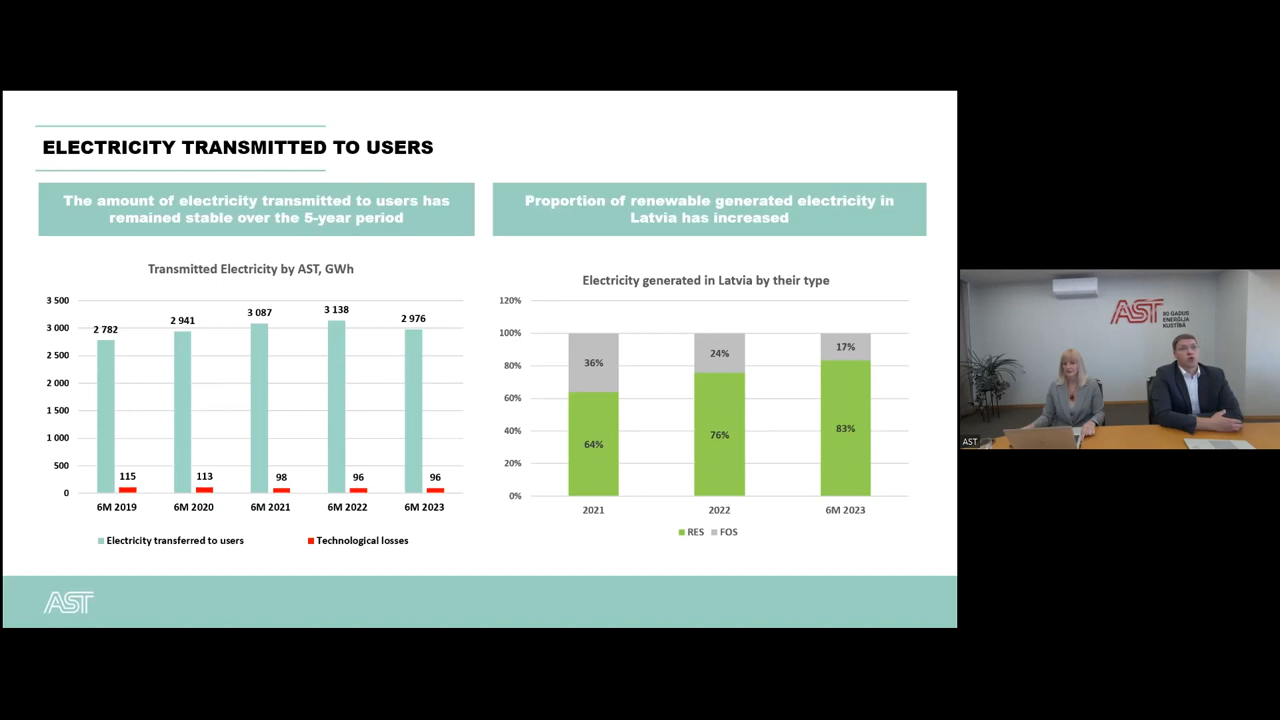 ELECTRICITY TRANSMITTED TO USERS
The amount of electricity transmitted to users has
remained stable over the 5-year period
Transmitted Electricity by AST, GWh
3 500
3 000
2 500
2 000
1 500
1 000
500
0
2 782
2 941
3 087
3 138
2 976
115
113
98
96
96
6M 2019
6M 2020
6M 2021
6M 2022
6M 2023
Electricity transferred to users
Technological losses
Proportion of renewable generated electricity in
Latvia has increased
Electricity generated in Latvia by their type
120%
100%
80%
60%
40%
20%
0%
36%
24%
17%
64%
76%
83%
2021
2022
6M 2023
RES
FOS
AST
AST
80 GADUS
ENERĢIJA
KUSTĪBĀ
AST